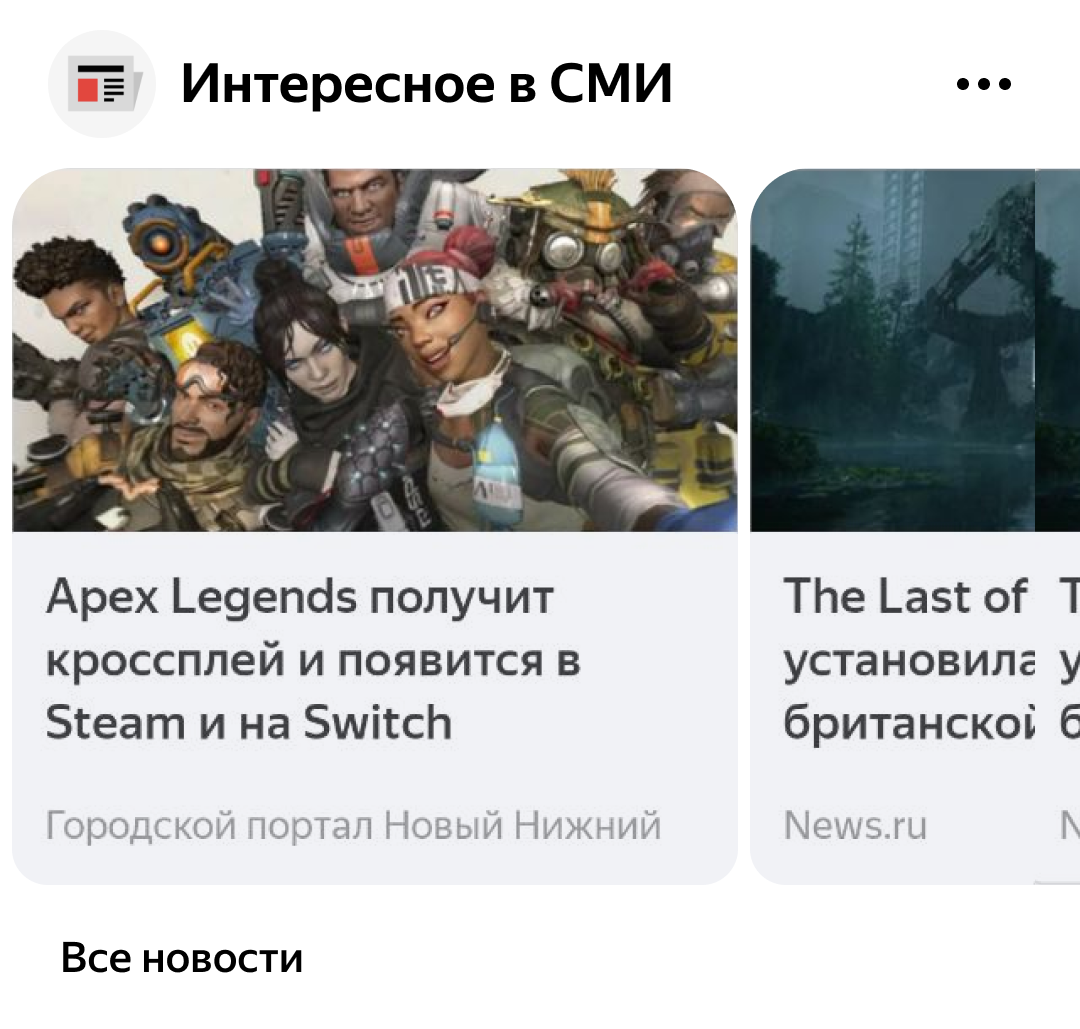 Интересное в СМИ
Apex Legends получит
кроссплей и появится в
Steam и на Switch
Городской портал Новый Нижний
The Last of
установила
британской
News.ru
Все новости